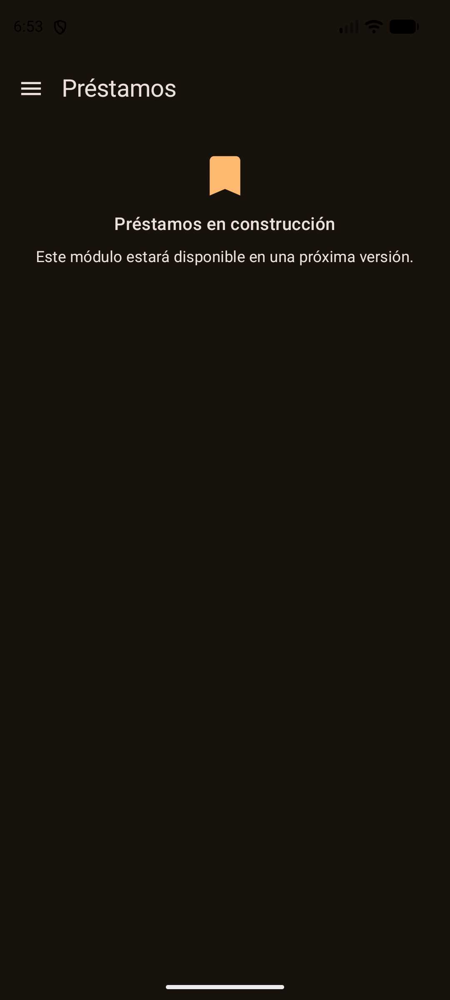 6:53
Préstamos
Préstamos en construcción
Este módulo estará disponible en una próxima versión.